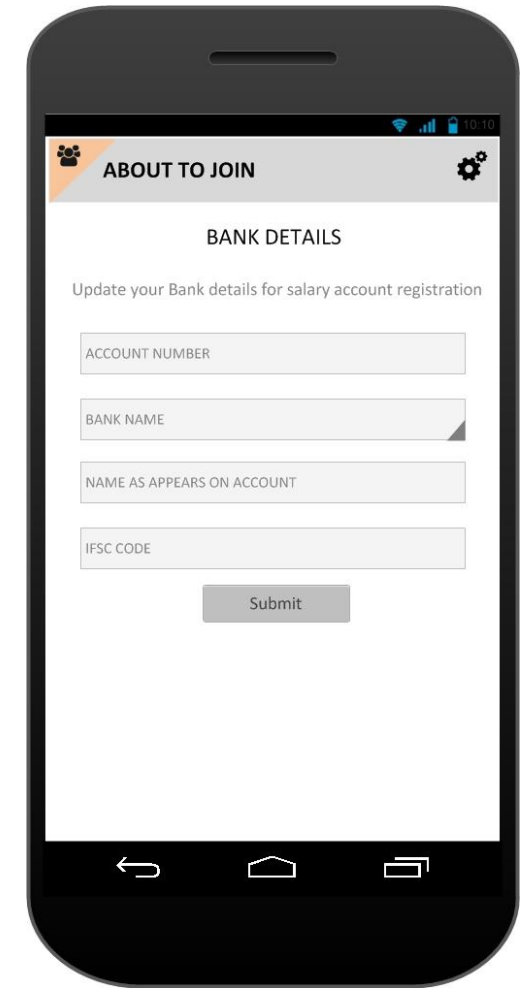 10:10
ABOUT TO JOIN
BANK DETAILS
Update your Bank details for salary account registration
ACCOUNT NUMBER
BANK NAME
NAME AS APPEARS ON ACCOUNT
IFSC CODE
Submit